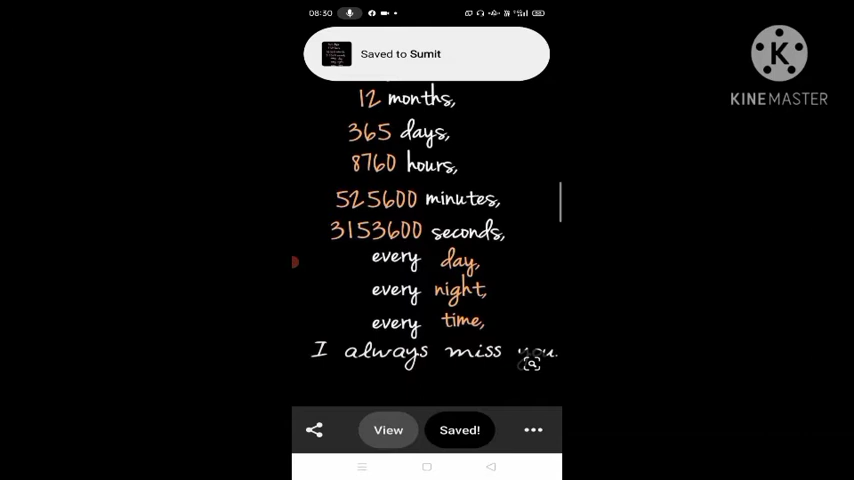 08:30
Saved to Sumit
K
KINEMASTER
12 months,
365 days,
8760 hours,
525600 minutes,
3153600 seconds,
every day,
every night,
every time,
I always miss you.
View
Saved!